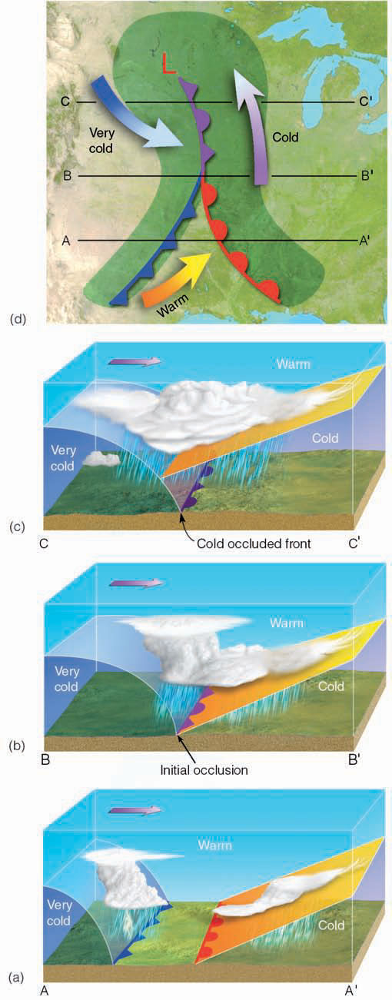 L
C C'
Very
cold
Cold
B B'
A A'
Warm
(d)
Warm
Very
cold
Cold
(c)
Cold occluded front
C C'
Warm
Very
cold
Cold
(b)
B B'
Initial occlusion
Warm
Very
cold
Cold
(a)
A A'